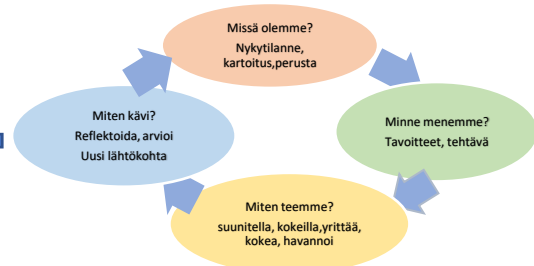 Missä olemme?
Nykytilanne,
kartoitus,perusta
Minne menemme?
Tavoitteet, tehtävä
Miten teemme?
suunitella, kokeilla,yrittää,
kokea, havannoi
Miten kävi?
Reflektoida, arvioi
Uusi lähtökohta